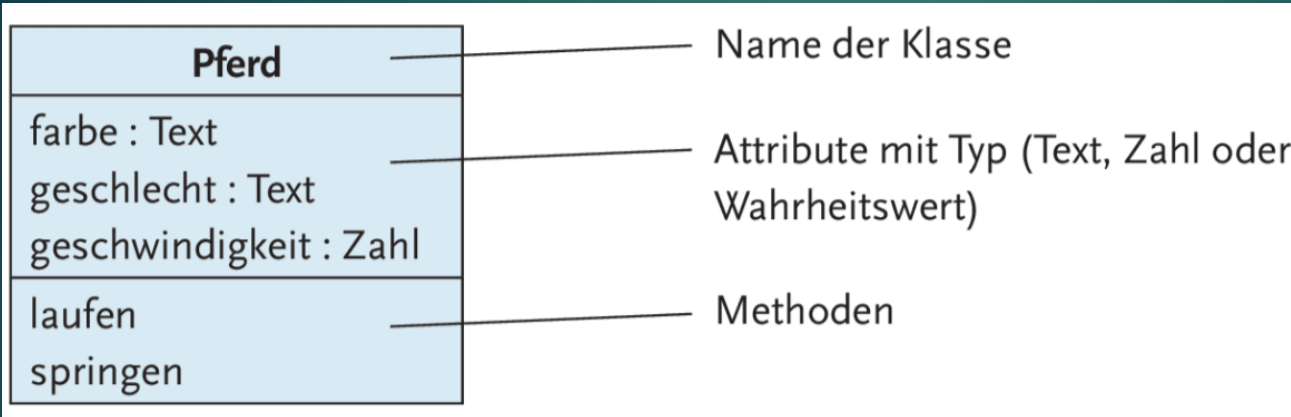 Pferd
Name der Klasse
farbe : Text
geschlecht : Text
geschwindigkeit : Zahl
Attribute mit Typ (Text, Zahl oder
Wahrheitswert)
laufen
springen
Methoden